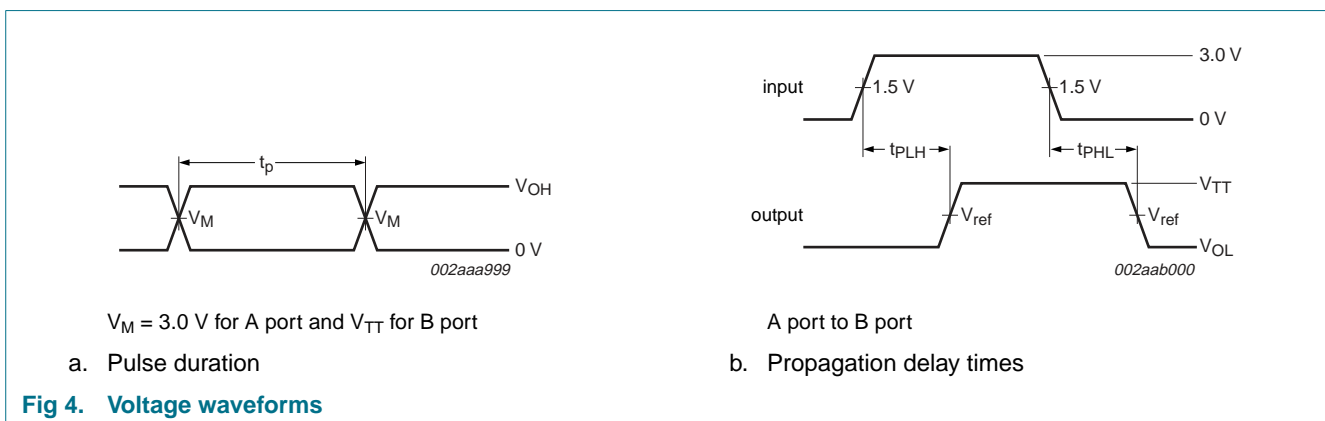 t_p
V_OH
V_M V_M
0 V
002aaa999
V_M = 3.0 V for A port and V_TT for B port
a. Pulse duration
3.0 V
input 1.5 V 1.5 V
0 V
t_PLH t_PHL
V_TT
output V_ref V_ref
V_OL
002aab000
A port to B port
b. Propagation delay times
Fig 4. Voltage waveforms